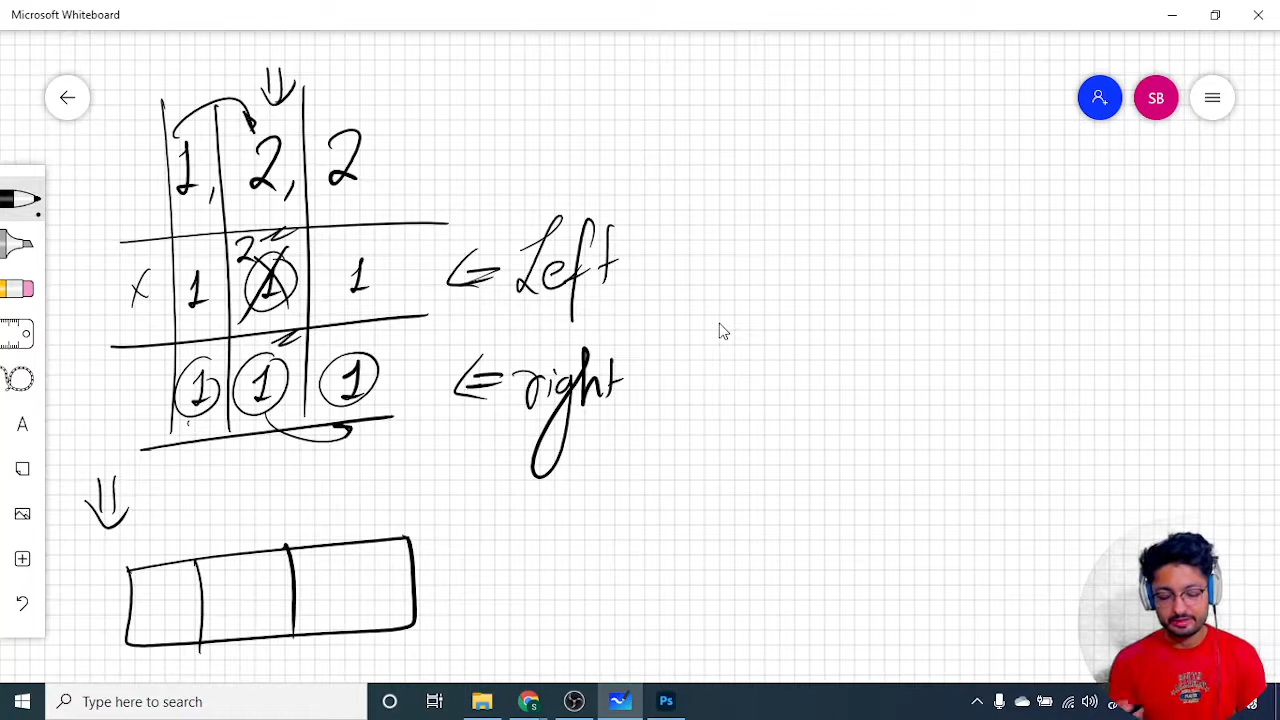 Microsoft Whiteboard
SB
1, 2, 2
2
x 1 1 1 <= Left
1 1 1 <= right
A
Type here to search
Ps